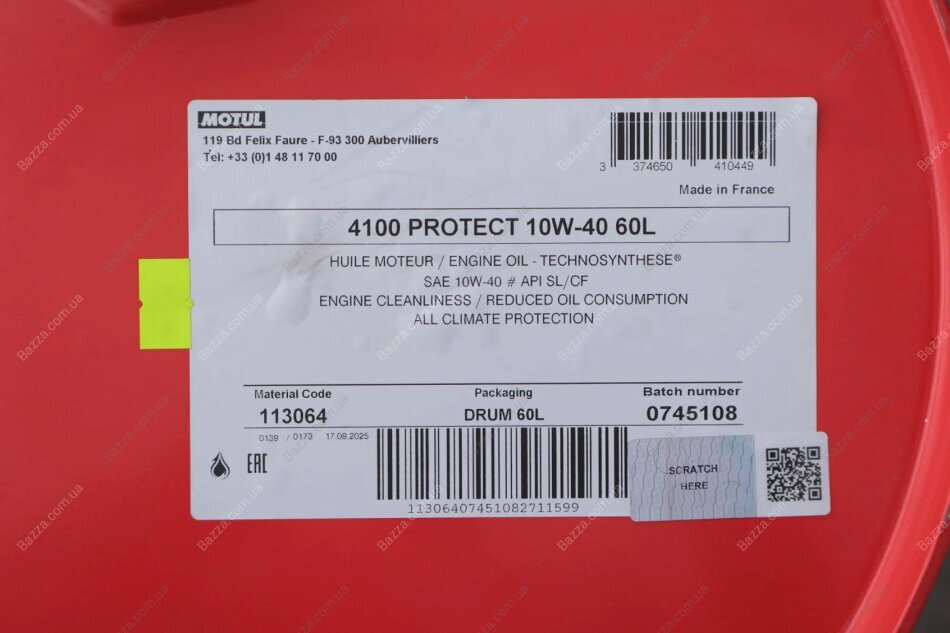 MOTUL
119 Bd Felix Faure - F-93 300 Aubervilliers
Tel: +33 (0)1 48 11 70 00
3 374650 410449
Made in France
4100 PROTECT 10W-40 60L
HUILE MOTEUR / ENGINE OIL - TECHNOSYNTHESE®
SAE 10W-40 # API SL/CF
ENGINE CLEANLINESS / REDUCED OIL CONSUMPTION
ALL CLIMATE PROTECTION
Material Code Packaging Batch number
113064 DRUM 60L 0745108
0139 / 0173 17.09.2025
EAC
SCRATCH
HERE
11306407451082711599
Bazza.com.ua